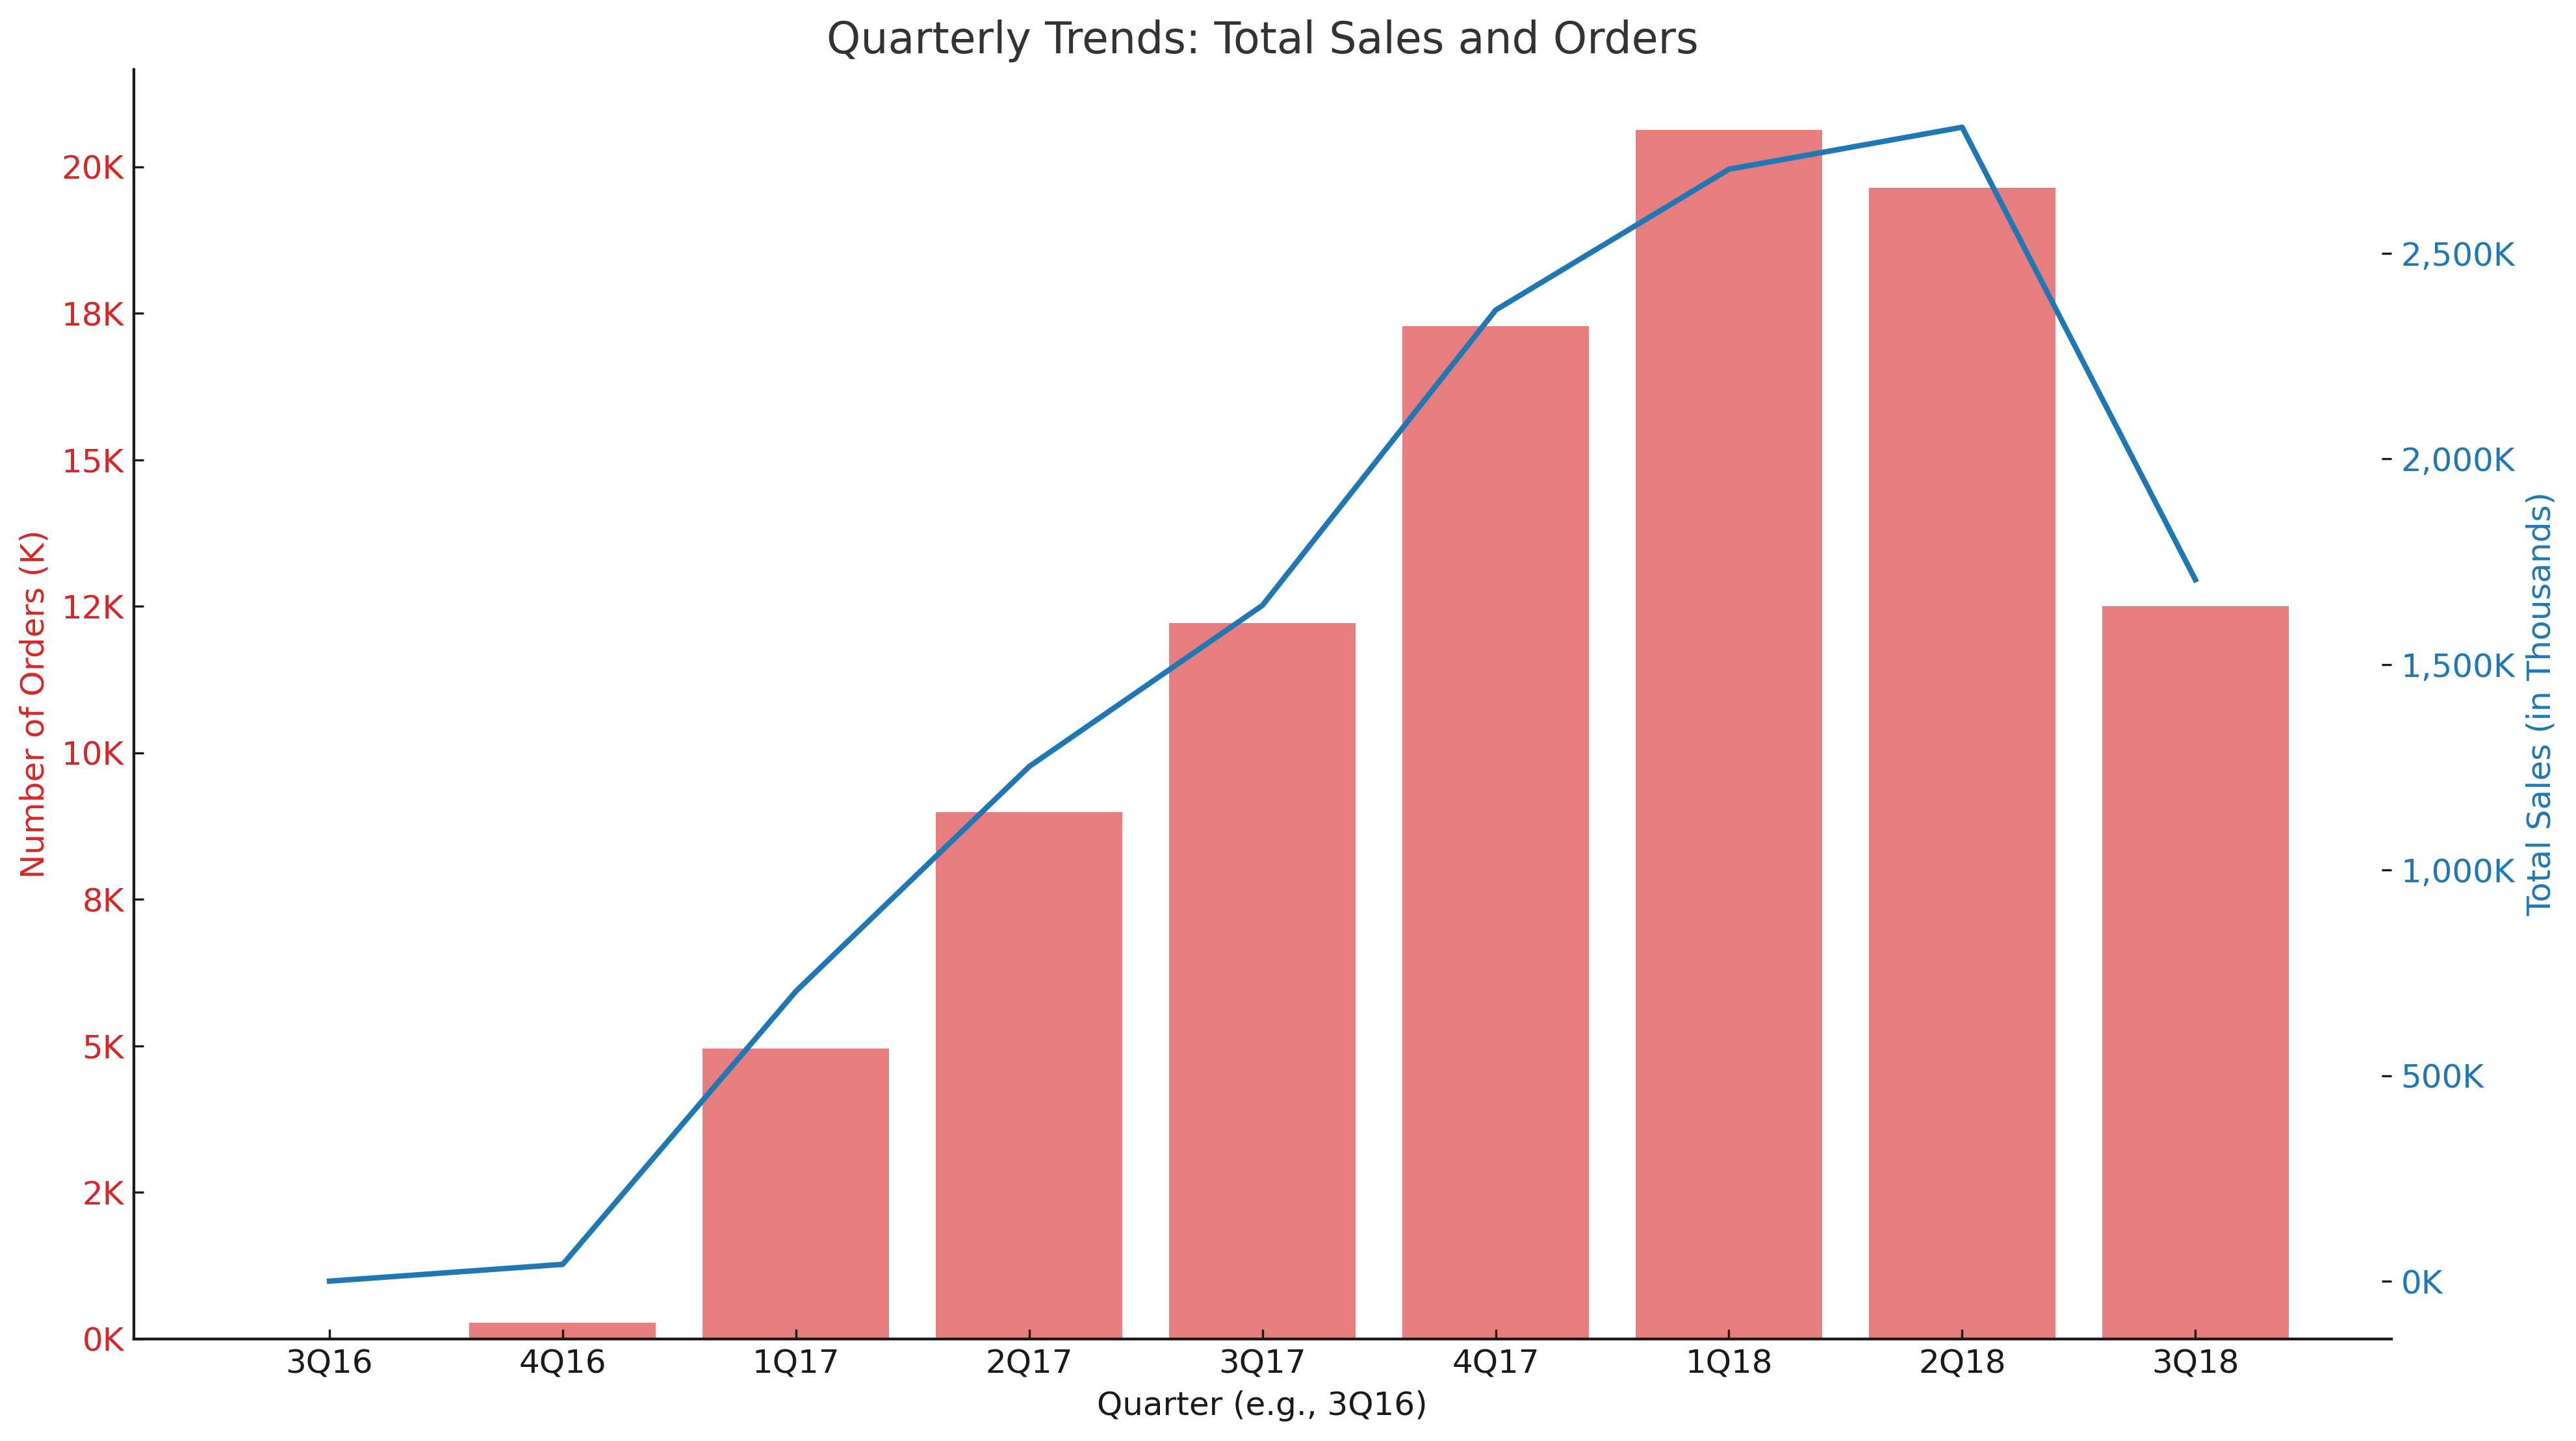 Quarterly Trends: Total Sales and Orders
Number of Orders (K)
20K
18K
15K
12K
10K
8K
5K
2K
0K
2,500K
2,000K
1,500K
1,000K
500K
0K
Total Sales (in Thousands)
3Q16 4Q16 1Q17 2Q17 3Q17 4Q17 1Q18 2Q18 3Q18
Quarter (e.g., 3Q16)